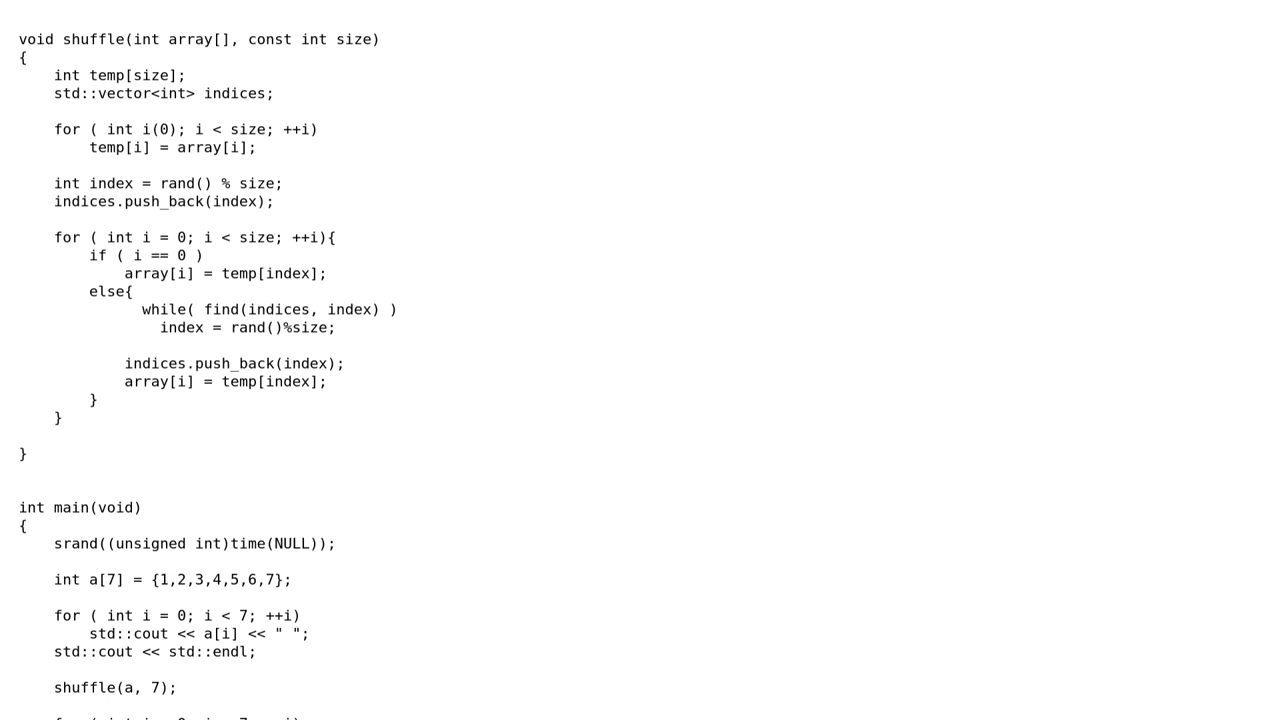 void shuffle(int array[], const int size)
{
    int temp[size];
    std::vector<int> indices;

    for ( int i(0); i < size; ++i)
        temp[i] = array[i];

    int index = rand() % size;
    indices.push_back(index);

    for ( int i = 0; i < size; ++i){
        if ( i == 0 )
            array[i] = temp[index];
        else{
              while( find(indices, index) )
                index = rand()%size;

            indices.push_back(index);
            array[i] = temp[index];
        }
    }

}


int main(void)
{
    srand((unsigned int)time(NULL));

    int a[7] = {1,2,3,4,5,6,7};

    for ( int i = 0; i < 7; ++i)
        std::cout << a[i] << " ";
    std::cout << std::endl;

    shuffle(a, 7);